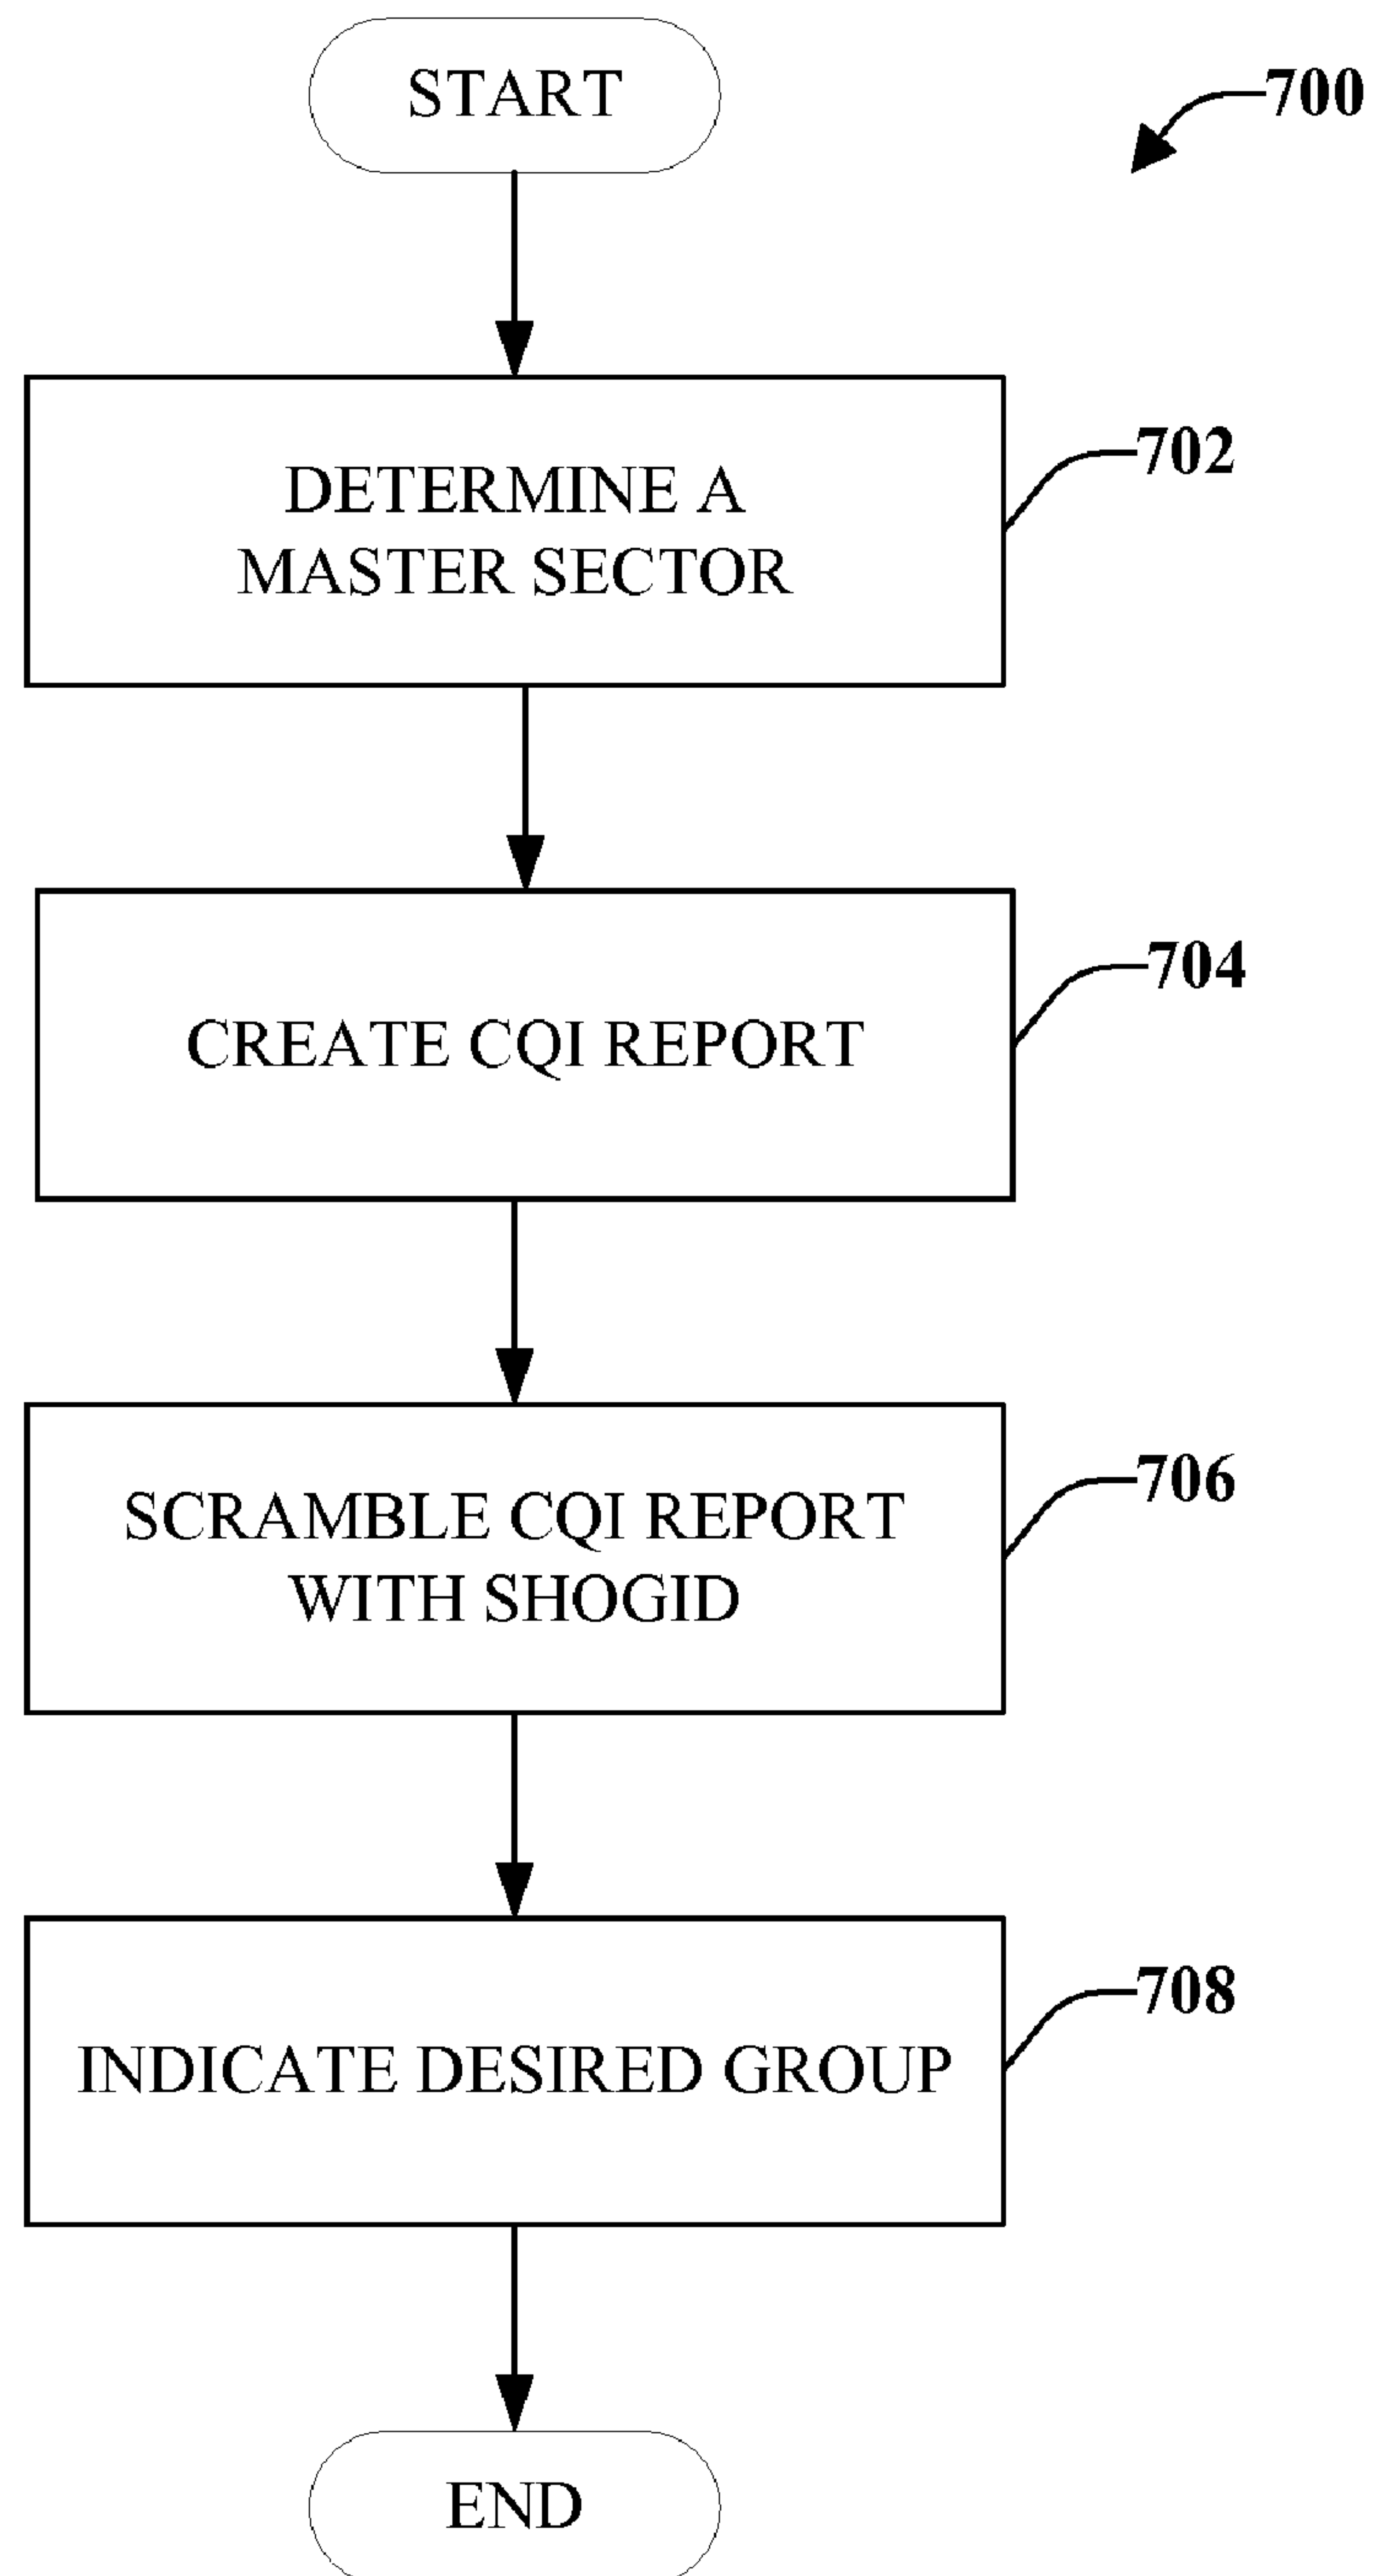 START
700
DETERMINE A
MASTER SECTOR
702
CREATE CQI REPORT
704
SCRAMBLE CQI REPORT
WITH SHOGID
706
INDICATE DESIRED GROUP
708
END